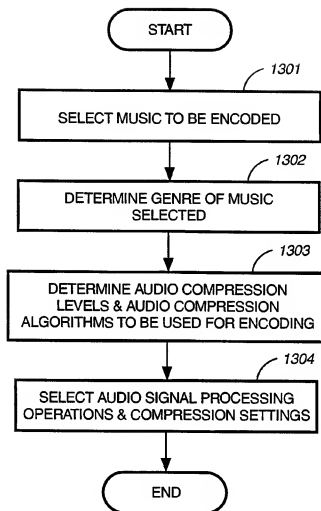 START
1301
SELECT MUSIC TO BE ENCODED
1302
DETERMINE GENRE OF MUSIC
SELECTED
1303
DETERMINE AUDIO COMPRESSION
LEVELS & AUDIO COMPRESSION
ALGORITHMS TO BE USED FOR ENCODING
1304
SELECT AUDIO SIGNAL PROCESSING
OPERATIONS & COMPRESSION SETTINGS
END